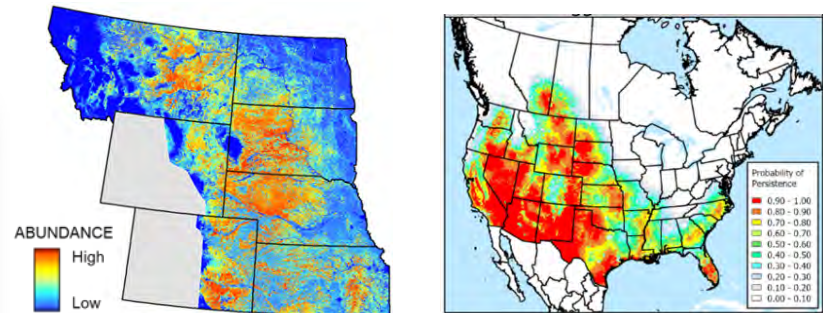 ABUNDANCE
High
Low
Probability of
Persistence
0.90 - 1.00
0.80 - 0.90
0.70 - 0.80
0.60 - 0.70
0.50 - 0.60
0.40 - 0.50
0.30 - 0.40
0.20 - 0.30
0.10 - 0.20
0.00 - 0.10